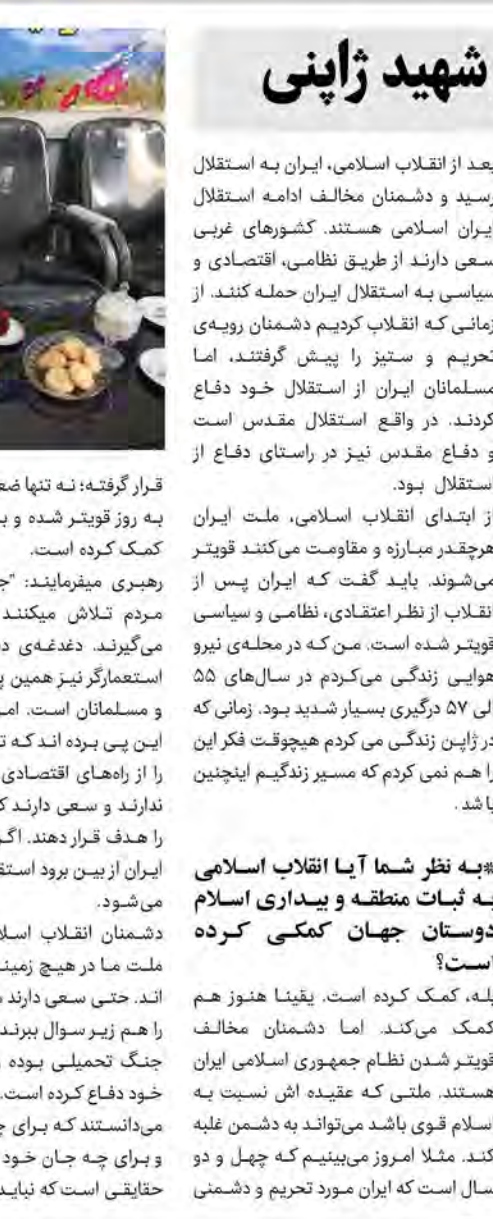 شهید ژاپنی
بعد از انقلاب اسلامی، ایران به استقلال
رسید و دشمنان مخالف ادامه استقلال
ایران اسلامی هستند. کشورهای غربی
سعی دارند از طریق نظامی، اقتصادی و
سیاسی به استقلال ایران حمله کنند. از
زمانی که انقلاب کردیم دشمنان رویه‌ی
تحریم و ستیز را پیش گرفتند، اما
مسلمانان ایران از استقلال خود دفاع
کردند. در واقع استقلال مقدس است
و دفاع مقدس نیز در راستای دفاع از
استقلال بود.
از ابتدای انقلاب اسلامی، ملت ایران
هرچقدر مبارزه و مقاومت می‌کنند قویتر
می‌شوند. باید گفت که ایران پس از
انقلاب از نظر اعتقادی، نظامی و سیاسی
قویتر شده است. من که در محله‌ی نیرو
هوایی زندگی می‌کردم در سال‌های ۵۵
الی ۵۷ درگیری بسیار شدید بود. زمانی که
در ژاپن زندگی می کردم هیچوقت فکر این
را هم نمی کردم که مسیر زندگیم اینچنین
باشد .
*به نظر شما آیا انقلاب اسلامی
به ثبات منطقه و بیداری اسلام
دوستان جهان کمکی کرده
است؟
بله، کمک کرده است. یقینا هنوز هم
کمک می‌کند. اما دشمنان مخالف
قویتر شدن نظام جمهوری اسلامی ایران
هستند. ملتی که عقیده اش نسبت به
اسلام قوی باشد می‌تواند به دشمن غلبه
کند. مثلا امروز می‌بینیم که چهل و دو
سال است که ایران مورد تحریم و دشمنی
قرار گرفته؛ نه تنها
به روز قویتر شده و
کمک کرده است.
رهبری میفرمایند:
مردم تلاش میکنند
می‌گیرند. دغدغه‌ی
استعمارگر نیز همین
و مسلمانان است.
این پی برده اند که
را از راه‌های اقتصادی
ندارند و سعی دارند
را هدف قرار دهند.
ایران از بین برود
می‌شود.
دشمنان انقلاب
ملت ما در هیچ
اند. حتی سعی دارند
را هم زیر سوال ببرند
جنگ تحمیلی بوده
خود دفاع کرده است.
می‌دانستند که برای
و برای چه جان خود
حقایقی است که نباید